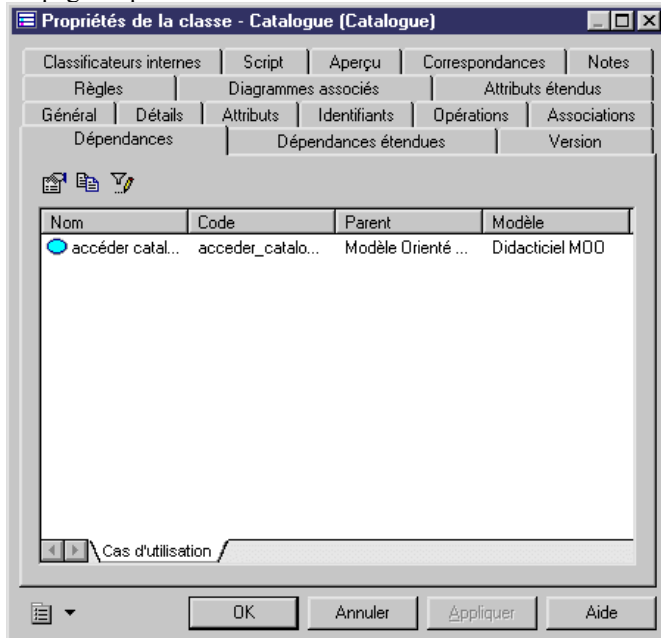 Propriétés de la classe - Catalogue (Catalogue)
Classificateurs internes Script Aperçu Correspondances Notes
Règles Diagrammes associés Attributs étendus
Général Détails Attributs Identifiants Opérations Associations
Dépendances Dépendances étendues Version
Nom Code Parent Modèle
accéder catal... acceder_catalo... Modèle Orienté ... Didacticiel MOO
Cas d'utilisation
OK Annuler Appliquer Aide